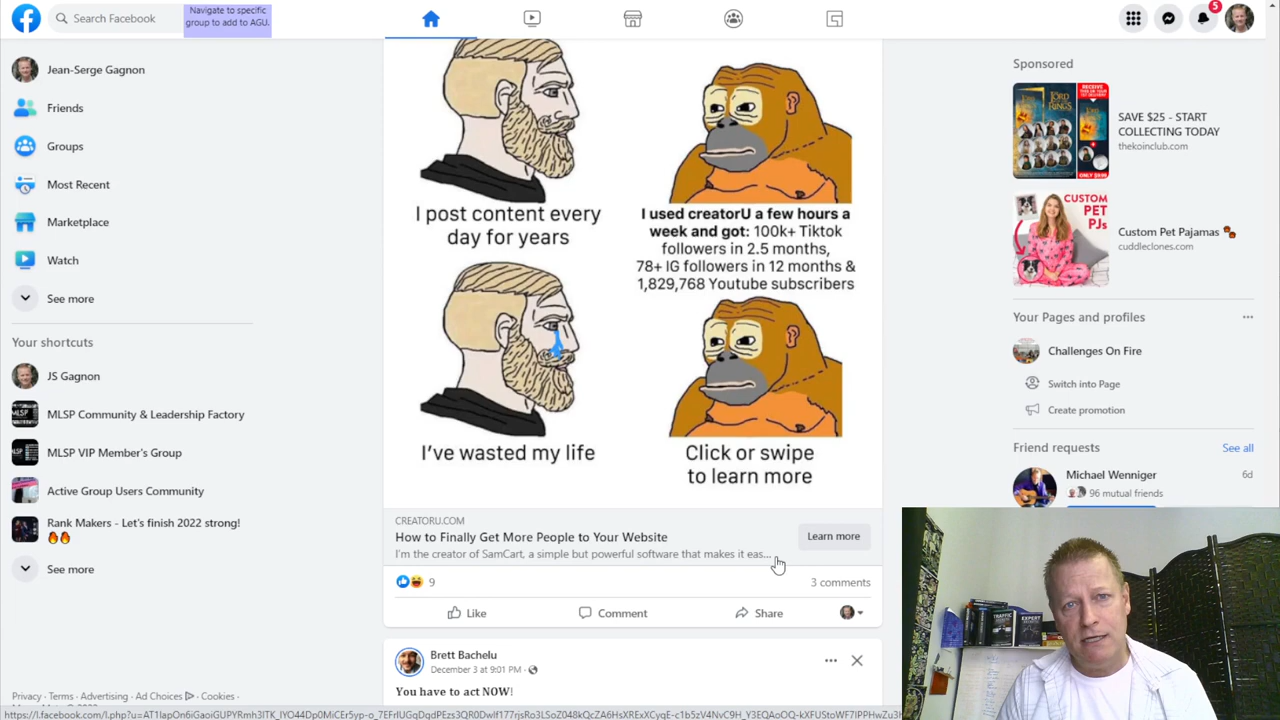 Search Facebook
Navigate to specific
group to add to AGU.
5
Jean-Serge Gagnon
Friends
Groups
Most Recent
Marketplace
Watch
See more
Your shortcuts
JS Gagnon
MLSP Community & Leadership Factory
MLSP VIP Member's Group
Active Group Users Community
Rank Makers - Let's finish 2022 strong!
See more
Privacy · Terms · Advertising · Ad Choices · Cookies ·
I post content every
day for years
I used creatorU a few hours a
week and got: 100k+ Tiktok
followers in 2.5 months,
78+ IG followers in 12 months &
1,829,768 Youtube subscribers
I've wasted my life
Click or swipe
to learn more
CREATORU.COM
How to Finally Get More People to Your Website
I'm the creator of SamCart, a simple but powerful software that makes it eas...
Learn more
9
3 comments
Like
Comment
Share
Brett Bachelu
December 3 at 9:01 PM ·
You have to act NOW!
Sponsored
SAVE $25 - START
COLLECTING TODAY
thekoinclub.com
CUSTOM
PET
PJs
Custom Pet Pajamas
cuddleclones.com
Your Pages and profiles
Challenges On Fire
Switch into Page
Create promotion
Friend requests
See all
Michael Wenniger
6d
96 mutual friends
TRAFFIC
EXPERT